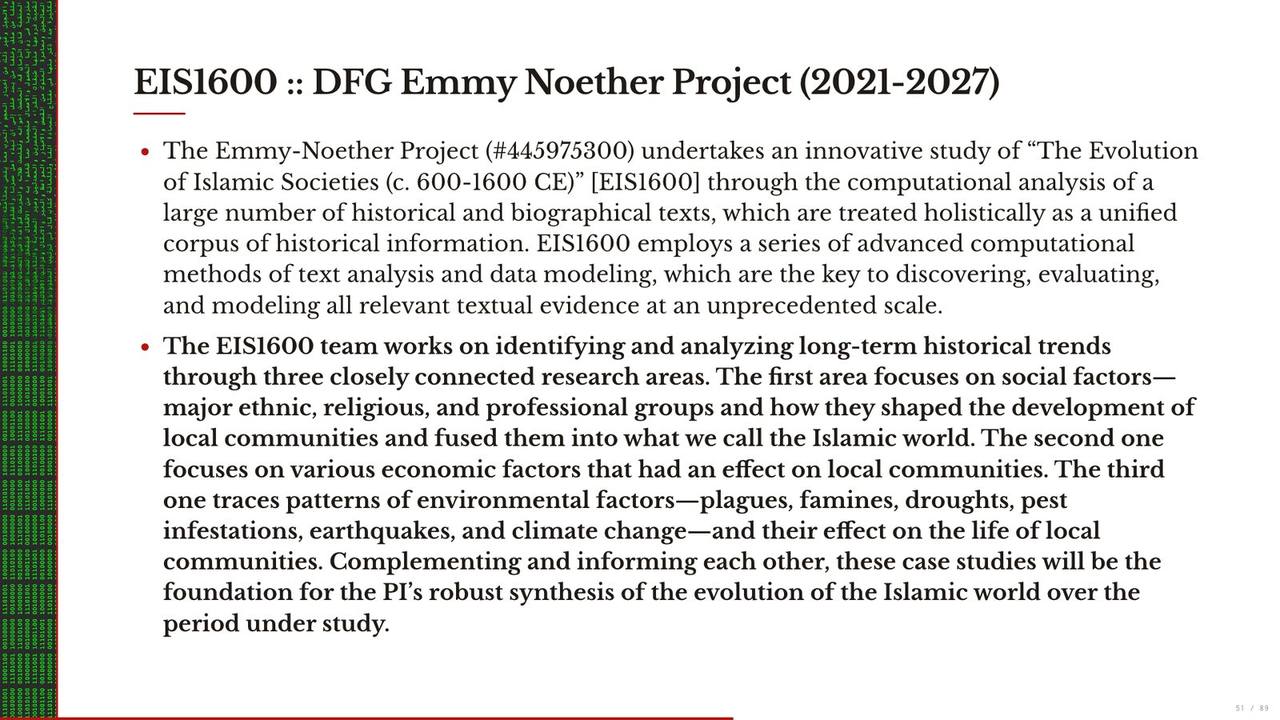 EIS1600 :: DFG Emmy Noether Project (2021-2027)
• The Emmy-Noether Project (#445975300) undertakes an innovative study of “The Evolution
of Islamic Societies (c. 600-1600 CE)” [EIS1600] through the computational analysis of a
large number of historical and biographical texts, which are treated holistically as a unified
corpus of historical information. EIS1600 employs a series of advanced computational
methods of text analysis and data modeling, which are the key to discovering, evaluating,
and modeling all relevant textual evidence at an unprecedented scale.
• The EIS1600 team works on identifying and analyzing long-term historical trends
through three closely connected research areas. The first area focuses on social factors—
major ethnic, religious, and professional groups and how they shaped the development of
local communities and fused them into what we call the Islamic world. The second one
focuses on various economic factors that had an effect on local communities. The third
one traces patterns of environmental factors—plagues, famines, droughts, pest
infestations, earthquakes, and climate change—and their effect on the life of local
communities. Complementing and informing each other, these case studies will be the
foundation for the PI’s robust synthesis of the evolution of the Islamic world over the
period under study.
51 / 89